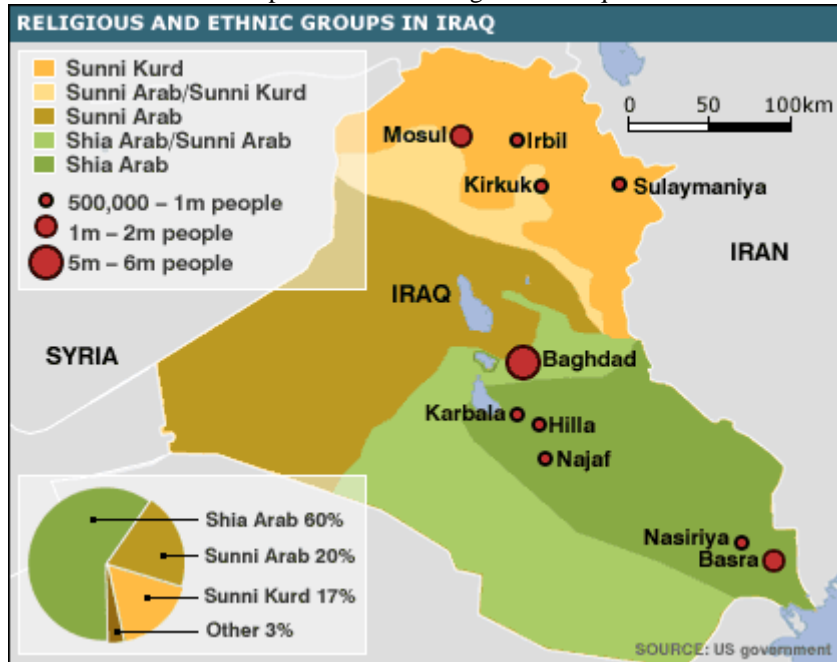 RELIGIOUS AND ETHNIC GROUPS IN IRAQ
Sunni Kurd
Sunni Arab/Sunni Kurd
Sunni Arab
Shia Arab/Sunni Arab
Shia Arab
500,000 – 1m people
1m – 2m people
5m – 6m people
0 50 100km
Mosul
Irbil
Kirkuk
Sulaymaniya
IRAN
IRAQ
SYRIA
Baghdad
Karbala
Hilla
Najaf
Nasiriya
Basra
Shia Arab 60%
Sunni Arab 20%
Sunni Kurd 17%
Other 3%
SOURCE: US government